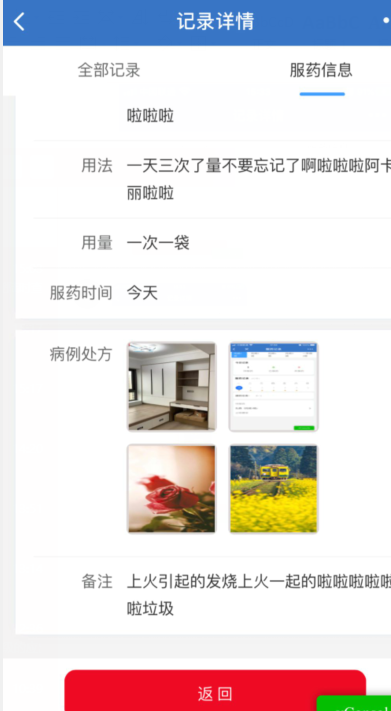 记录详情
全部记录 服药信息
啦啦啦
用法 一天三次了量不要忘记了啊啦啦啦阿卡
丽啦啦
用量 一次一袋
服药时间 今天
病例处方
备注 上火引起的发烧上火一起的啦啦啦啦啦
啦垃圾
返回